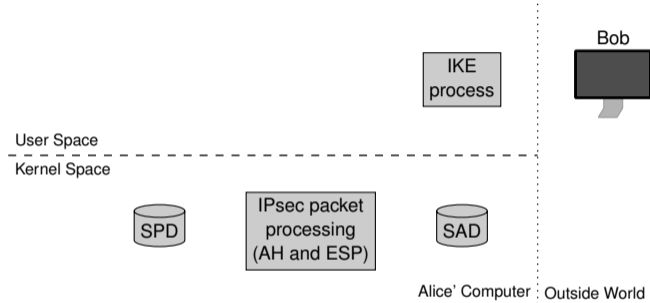 Bob
IKE
process
User Space
Kernel Space
SPD
IPsec packet
processing
(AH and ESP)
SAD
Alice' Computer
Outside World